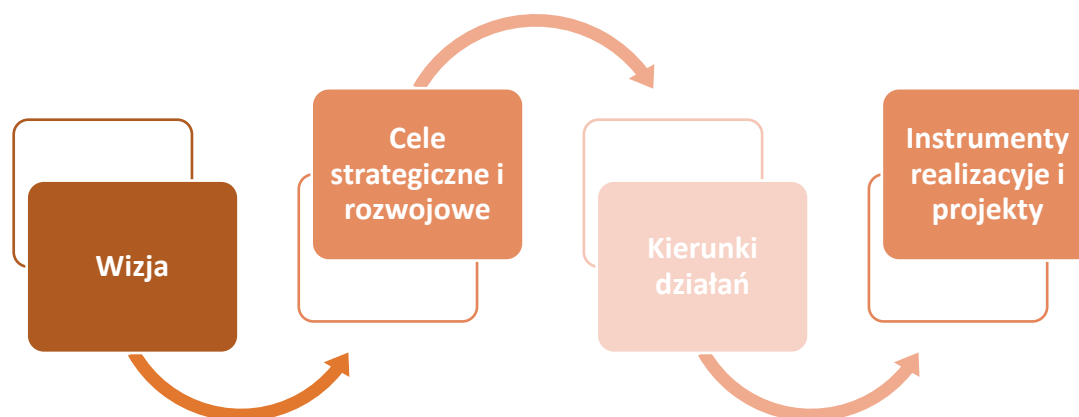 Wizja
Cele
strategiczne i
rozwojowe
Kierunki
działań
Instrumenty
realizacyje i
projekty